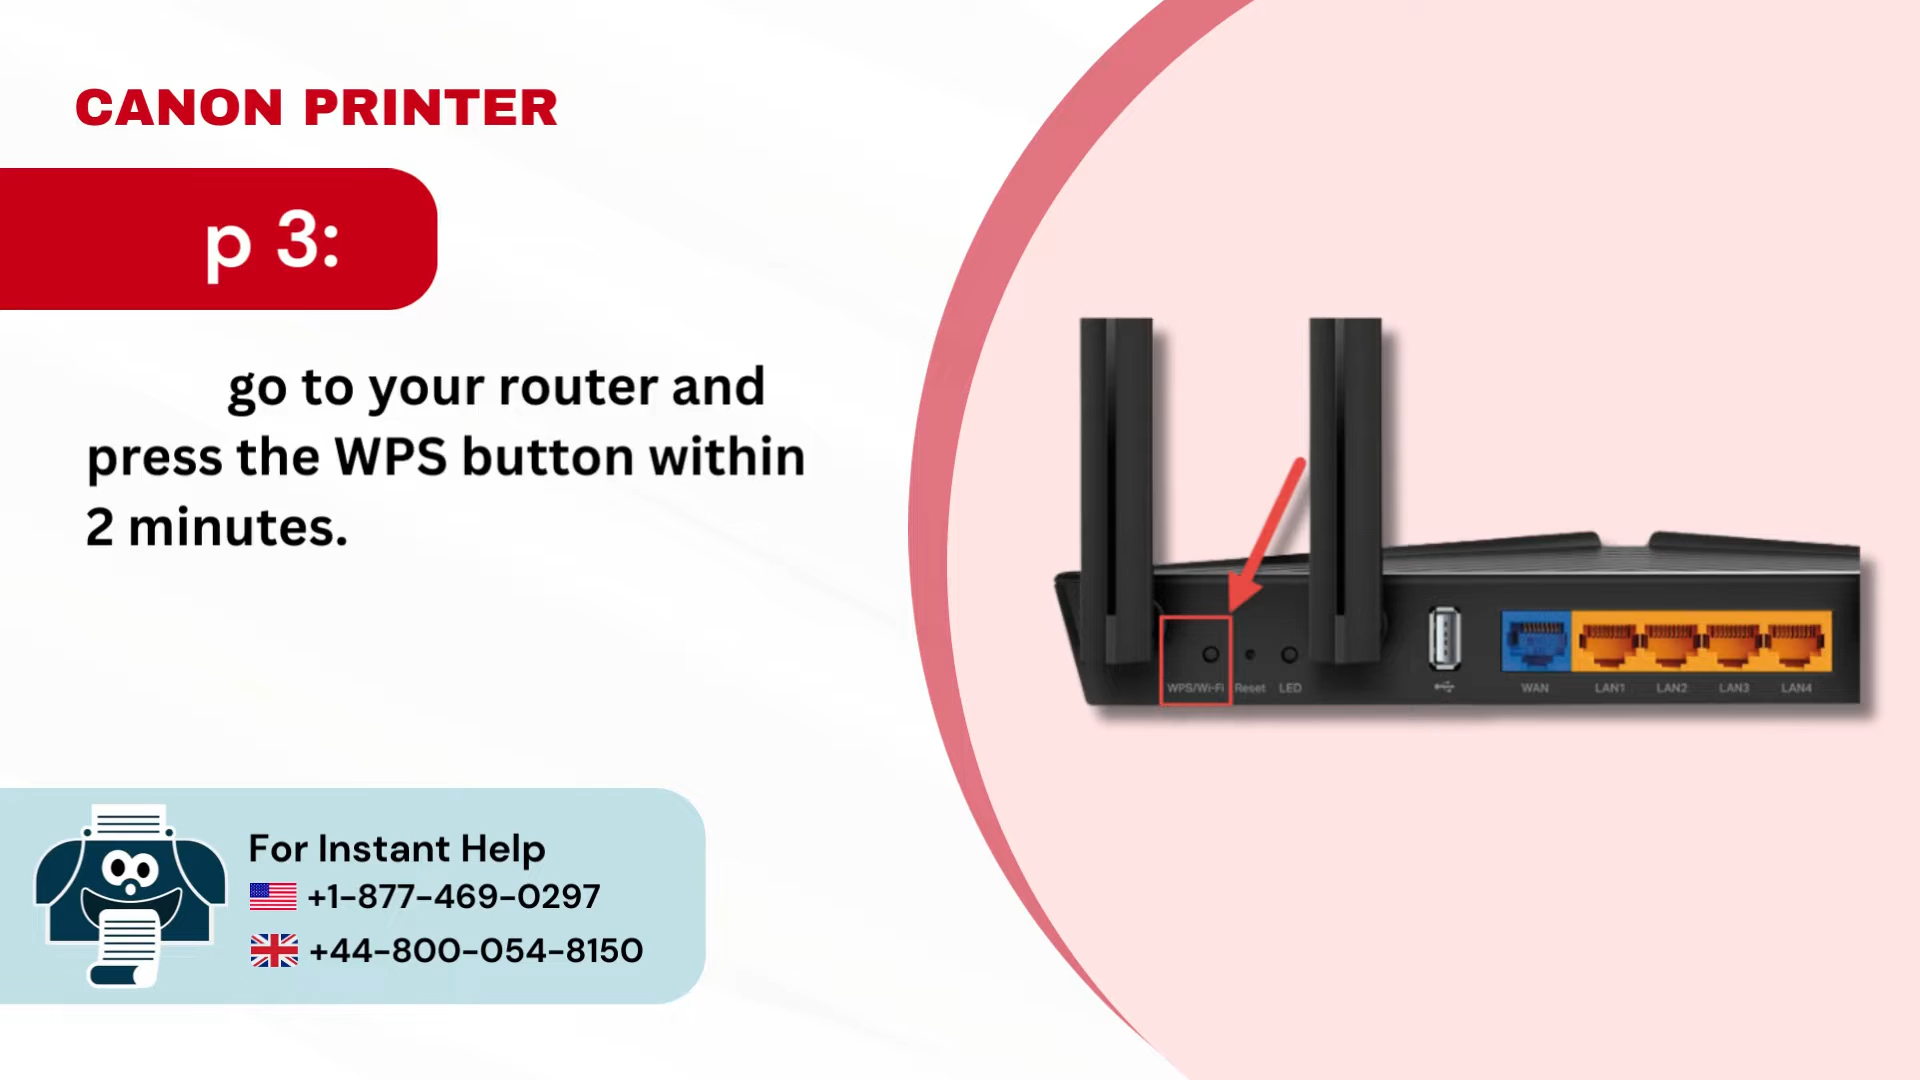 CANON PRINTER
p 3:
go to your router and
press the WPS button within
2 minutes.
WPS/Wi-Fi Reset LED
WAN LAN1 LAN2 LAN3 LAN4
For Instant Help
+1-877-469-0297
+44-800-054-8150